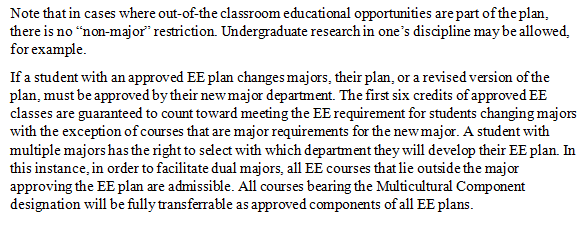 Note that in cases where out-of-the classroom educational opportunities are part of the plan,
there is no “non-major” restriction. Undergraduate research in one’s discipline may be allowed,
for example.
If a student with an approved EE plan changes majors, their plan, or a revised version of the
plan, must be approved by their new major department. The first six credits of approved EE
classes are guaranteed to count toward meeting the EE requirement for students changing majors
with the exception of courses that are major requirements for the new major. A student with
multiple majors has the right to select with which department they will develop their EE plan. In
this instance, in order to facilitate dual majors, all EE courses that lie outside the major
approving the EE plan are admissible. All courses bearing the Multicultural Component
designation will be fully transferrable as approved components of all EE plans.